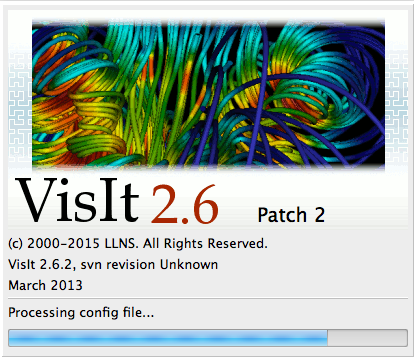 VisIt 2.6 Patch 2
(c) 2000-2015 LLNS. All Rights Reserved.
VisIt 2.6.2, svn revision Unknown
March 2013
Processing config file...